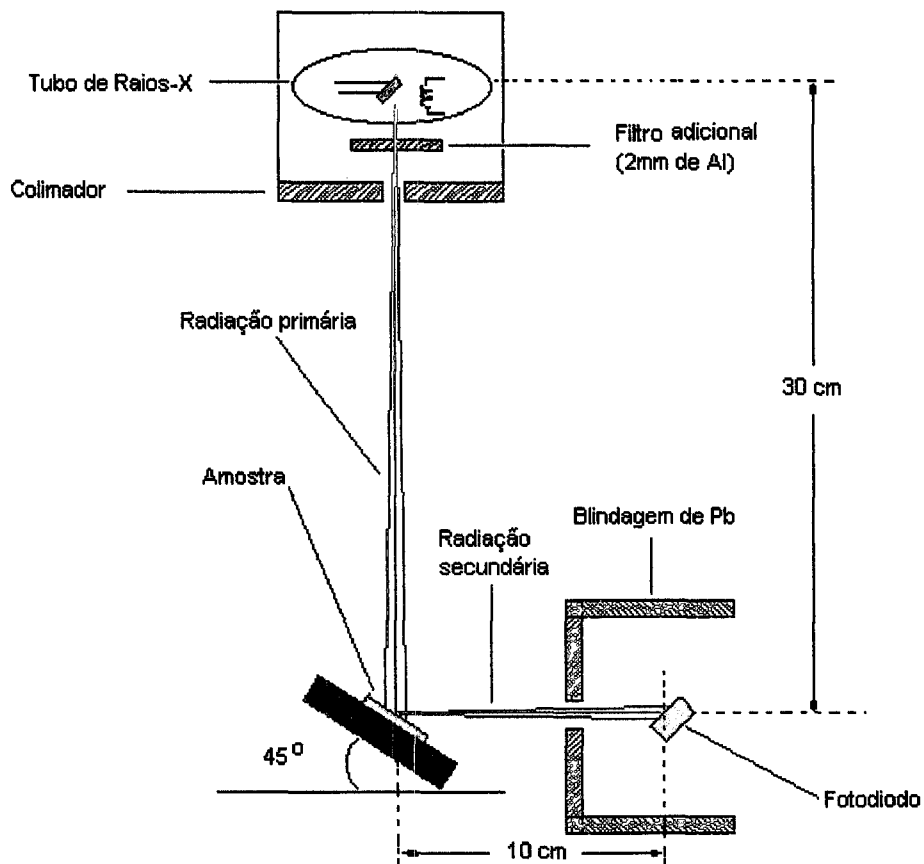 Tubo de Raios-X
Filtro adicional
(2mm de Al)
Colimador
Radiação primária
30 cm
Amostra
Blindagem de Pb
Radiação
secundária
45º
Fotodiodo
10 cm